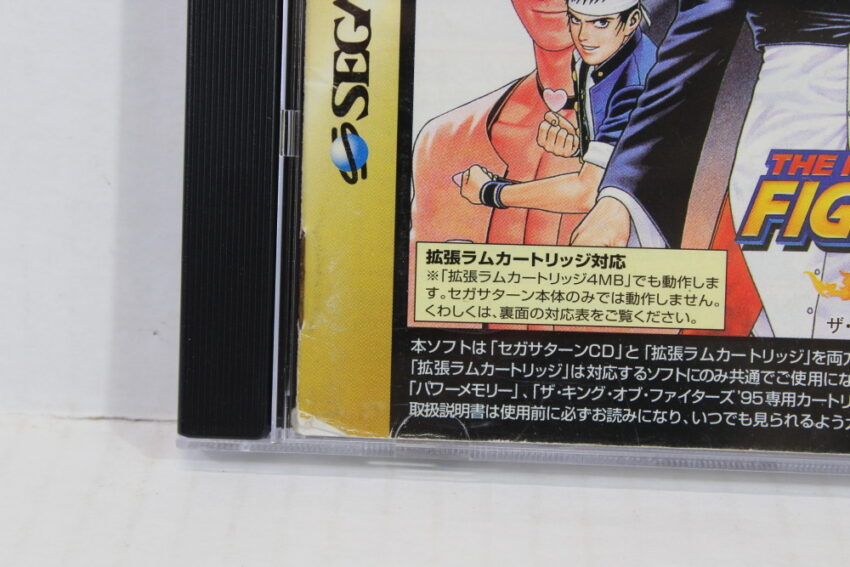 SEGA
THE
FIG
拡張ラムカートリッジ対応
※「拡張ラムカートリッジ4MB」でも動作しま
す。セガサターン本体のみでは動作しません。
くわしくは、裏面の対応表をご覧ください。
ザ・
本ソフトは「セガサターンCD」と「拡張ラムカートリッジ」を両
「拡張ラムカートリッジ」は対応するソフトにのみ共通でご使用にな
「パワーメモリー」、「ザ・キング・オブ・ファイターズ'95専用カートリ
取扱説明書は使用前に必ずお読みになり、いつでも見られるよう